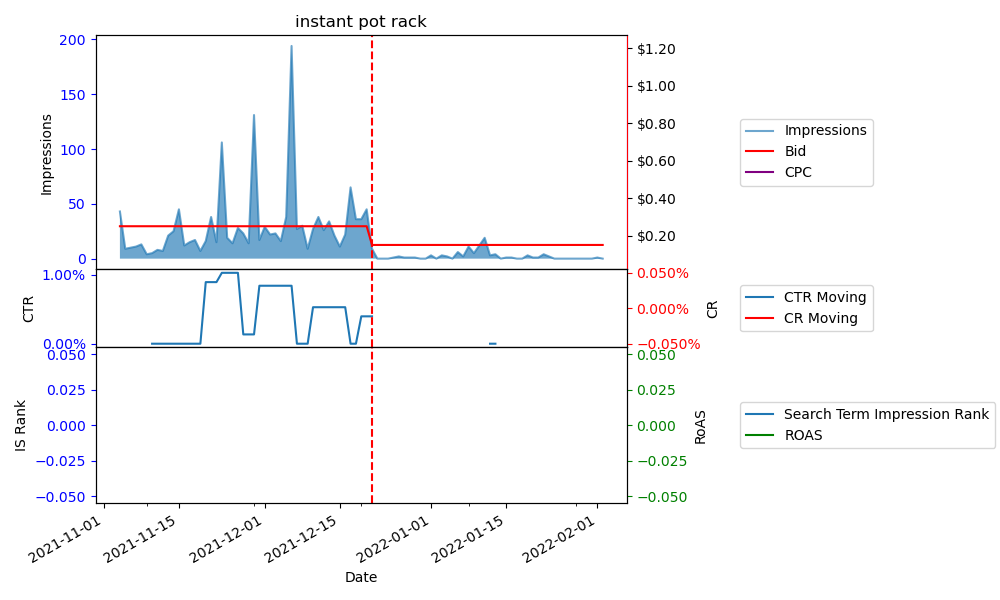 instant pot rack
200
150
100
50
0
Impressions
$1.20
$1.00
$0.80
$0.60
$0.40
$0.20
Impressions
Bid
CPC
1.00%
0.00%
CTR
0.050%
0.000%
−0.050%
CR
CTR Moving
CR Moving
0.050
0.025
0.000
−0.025
−0.050
IS Rank
0.050
0.025
0.000
−0.025
−0.050
RoAS
Search Term Impression Rank
ROAS
2021-11-01
2021-11-15
2021-12-01
2021-12-15
2022-01-01
2022-01-15
2022-02-01
Date